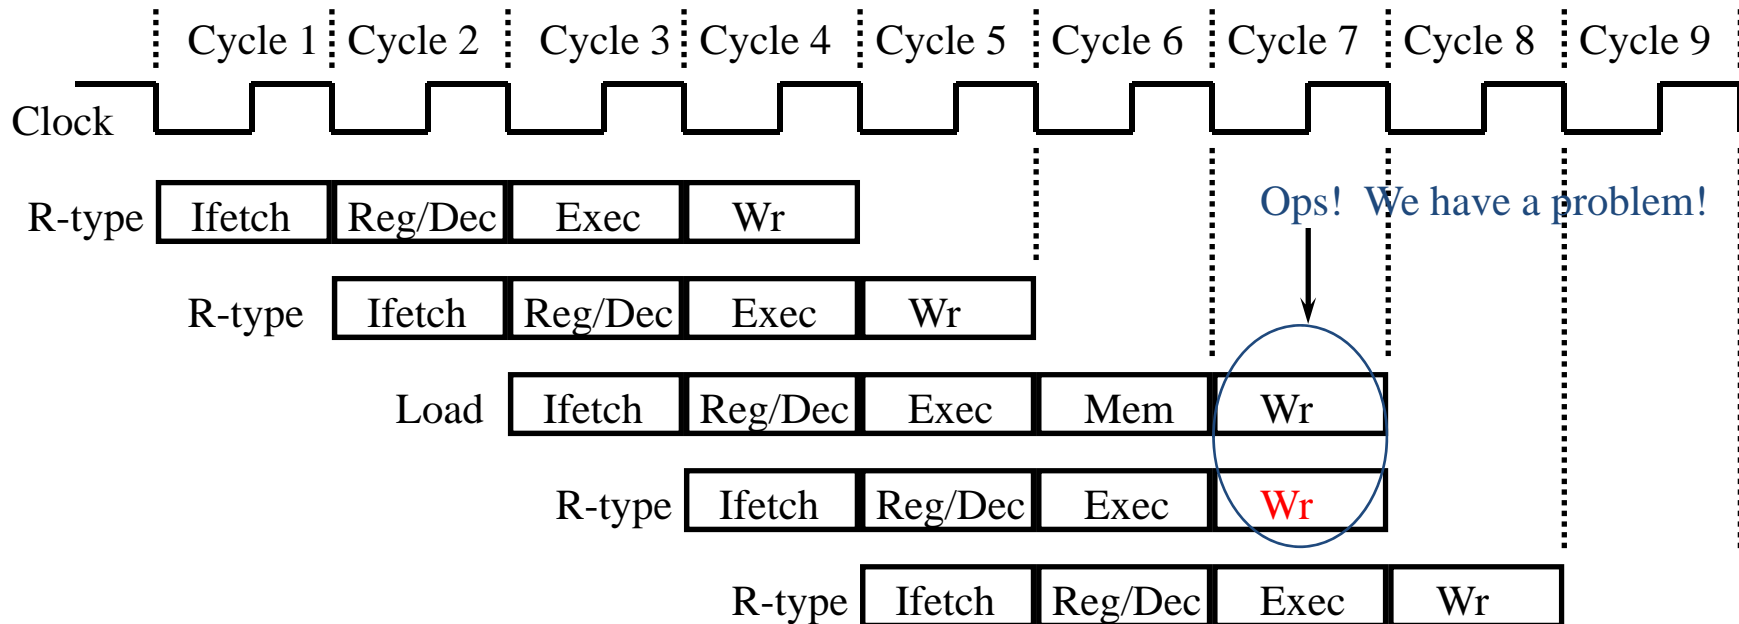 Cycle 1 Cycle 2 Cycle 3 Cycle 4 Cycle 5 Cycle 6 Cycle 7 Cycle 8 Cycle 9
Clock
Ops! We have a problem!
R-type Ifetch Reg/Dec Exec Wr
R-type Ifetch Reg/Dec Exec Wr
Load Ifetch Reg/Dec Exec Mem Wr
R-type Ifetch Reg/Dec Exec Wr
R-type Ifetch Reg/Dec Exec Wr